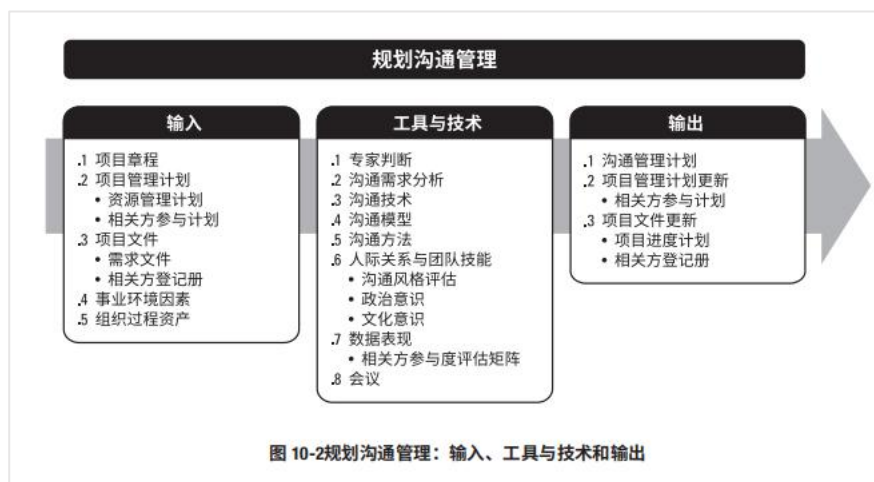 规划沟通管理
输入
.1 项目章程
.2 项目管理计划
• 资源管理计划
• 相关方参与计划
.3 项目文件
• 需求文件
• 相关方登记册
.4 事业环境因素
.5 组织过程资产
工具与技术
.1 专家判断
.2 沟通需求分析
.3 沟通技术
.4 沟通模型
.5 沟通方法
.6 人际关系与团队技能
• 沟通风格评估
• 政治意识
• 文化意识
.7 数据表现
• 相关方参与度评估矩阵
.8 会议
输出
.1 沟通管理计划
.2 项目管理计划更新
• 相关方参与计划
.3 项目文件更新
• 项目进度计划
• 相关方登记册
图 10-2规划沟通管理：输入、工具与技术和输出